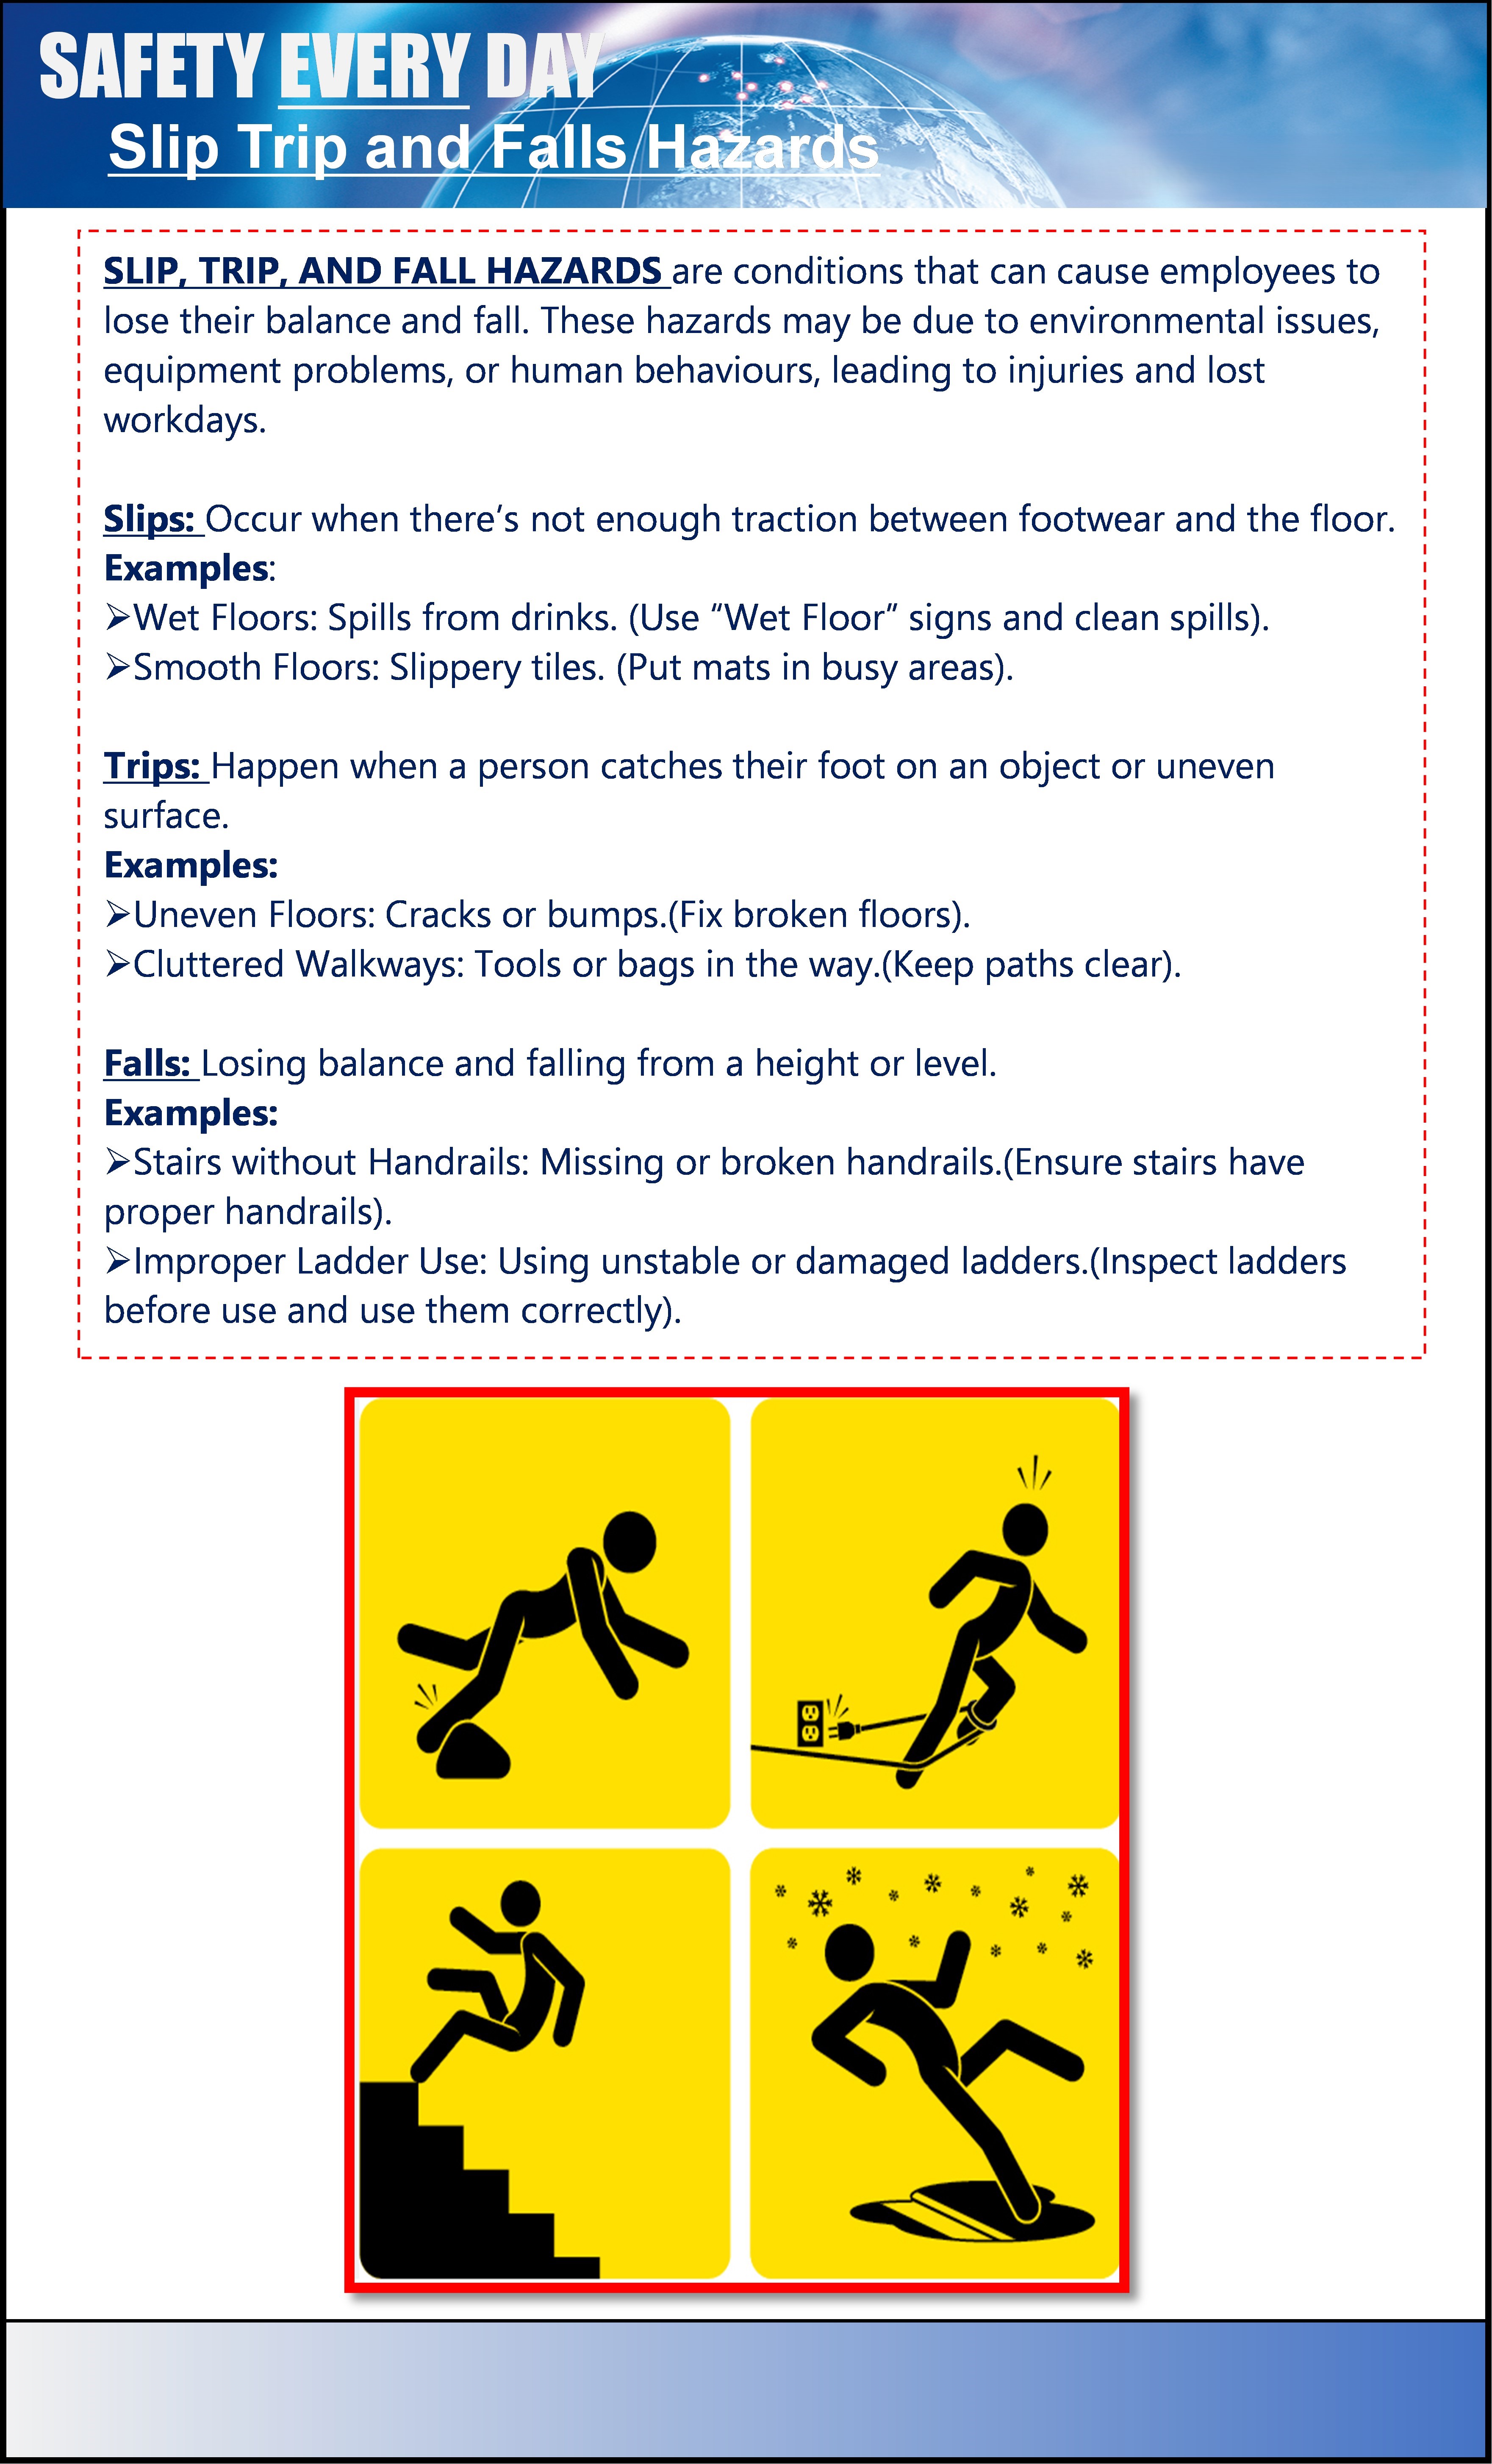 SAFETY EVERY DAY
Slip Trip and Falls Hazards
SLIP, TRIP, AND FALL HAZARDS are conditions that can cause employees to
lose their balance and fall. These hazards may be due to environmental issues,
equipment problems, or human behaviours, leading to injuries and lost
workdays.
Slips: Occur when there’s not enough traction between footwear and the floor.
Examples:
➢Wet Floors: Spills from drinks. (Use “Wet Floor” signs and clean spills).
➢Smooth Floors: Slippery tiles. (Put mats in busy areas).
Trips: Happen when a person catches their foot on an object or uneven
surface.
Examples:
➢Uneven Floors: Cracks or bumps.(Fix broken floors).
➢Cluttered Walkways: Tools or bags in the way.(Keep paths clear).
Falls: Losing balance and falling from a height or level.
Examples:
➢Stairs without Handrails: Missing or broken handrails.(Ensure stairs have
proper handrails).
➢Improper Ladder Use: Using unstable or damaged ladders.(Inspect ladders
before use and use them correctly).